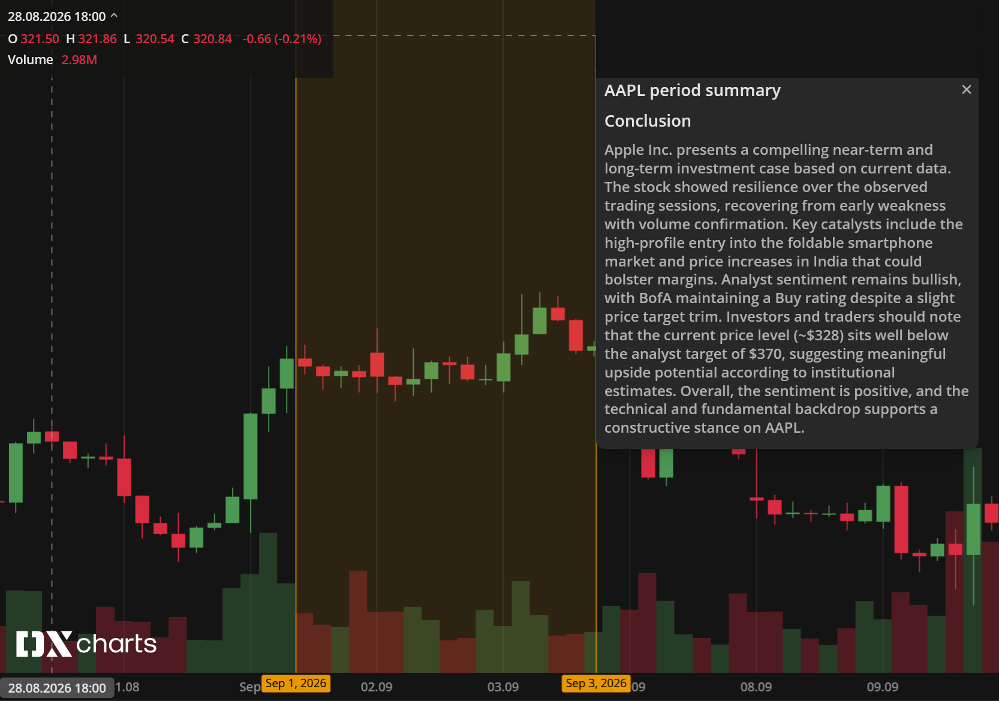 28.08.2026 18:00
O 321.50 H 321.86 L 320.54 C 320.84 -0.66 (-0.21%)
Volume 2.98M
AAPL period summary
Conclusion
Apple Inc. presents a compelling near-term and
long-term investment case based on current data.
The stock showed resilience over the observed
trading sessions, recovering from early weakness
with volume confirmation. Key catalysts include the
high-profile entry into the foldable smartphone
market and price increases in India that could
bolster margins. Analyst sentiment remains bullish,
with BofA maintaining a Buy rating despite a slight
price target trim. Investors and traders should note
that the current price level (~$328) sits well below
the analyst target of $370, suggesting meaningful
upside potential according to institutional
estimates. Overall, the sentiment is positive, and the
technical and fundamental backdrop supports a
constructive stance on AAPL.
DX charts
28.08.2026 18:00 1.08 Sep Sep 1, 2026 02.09 03.09 Sep 3, 2026 09 08.09 09.09